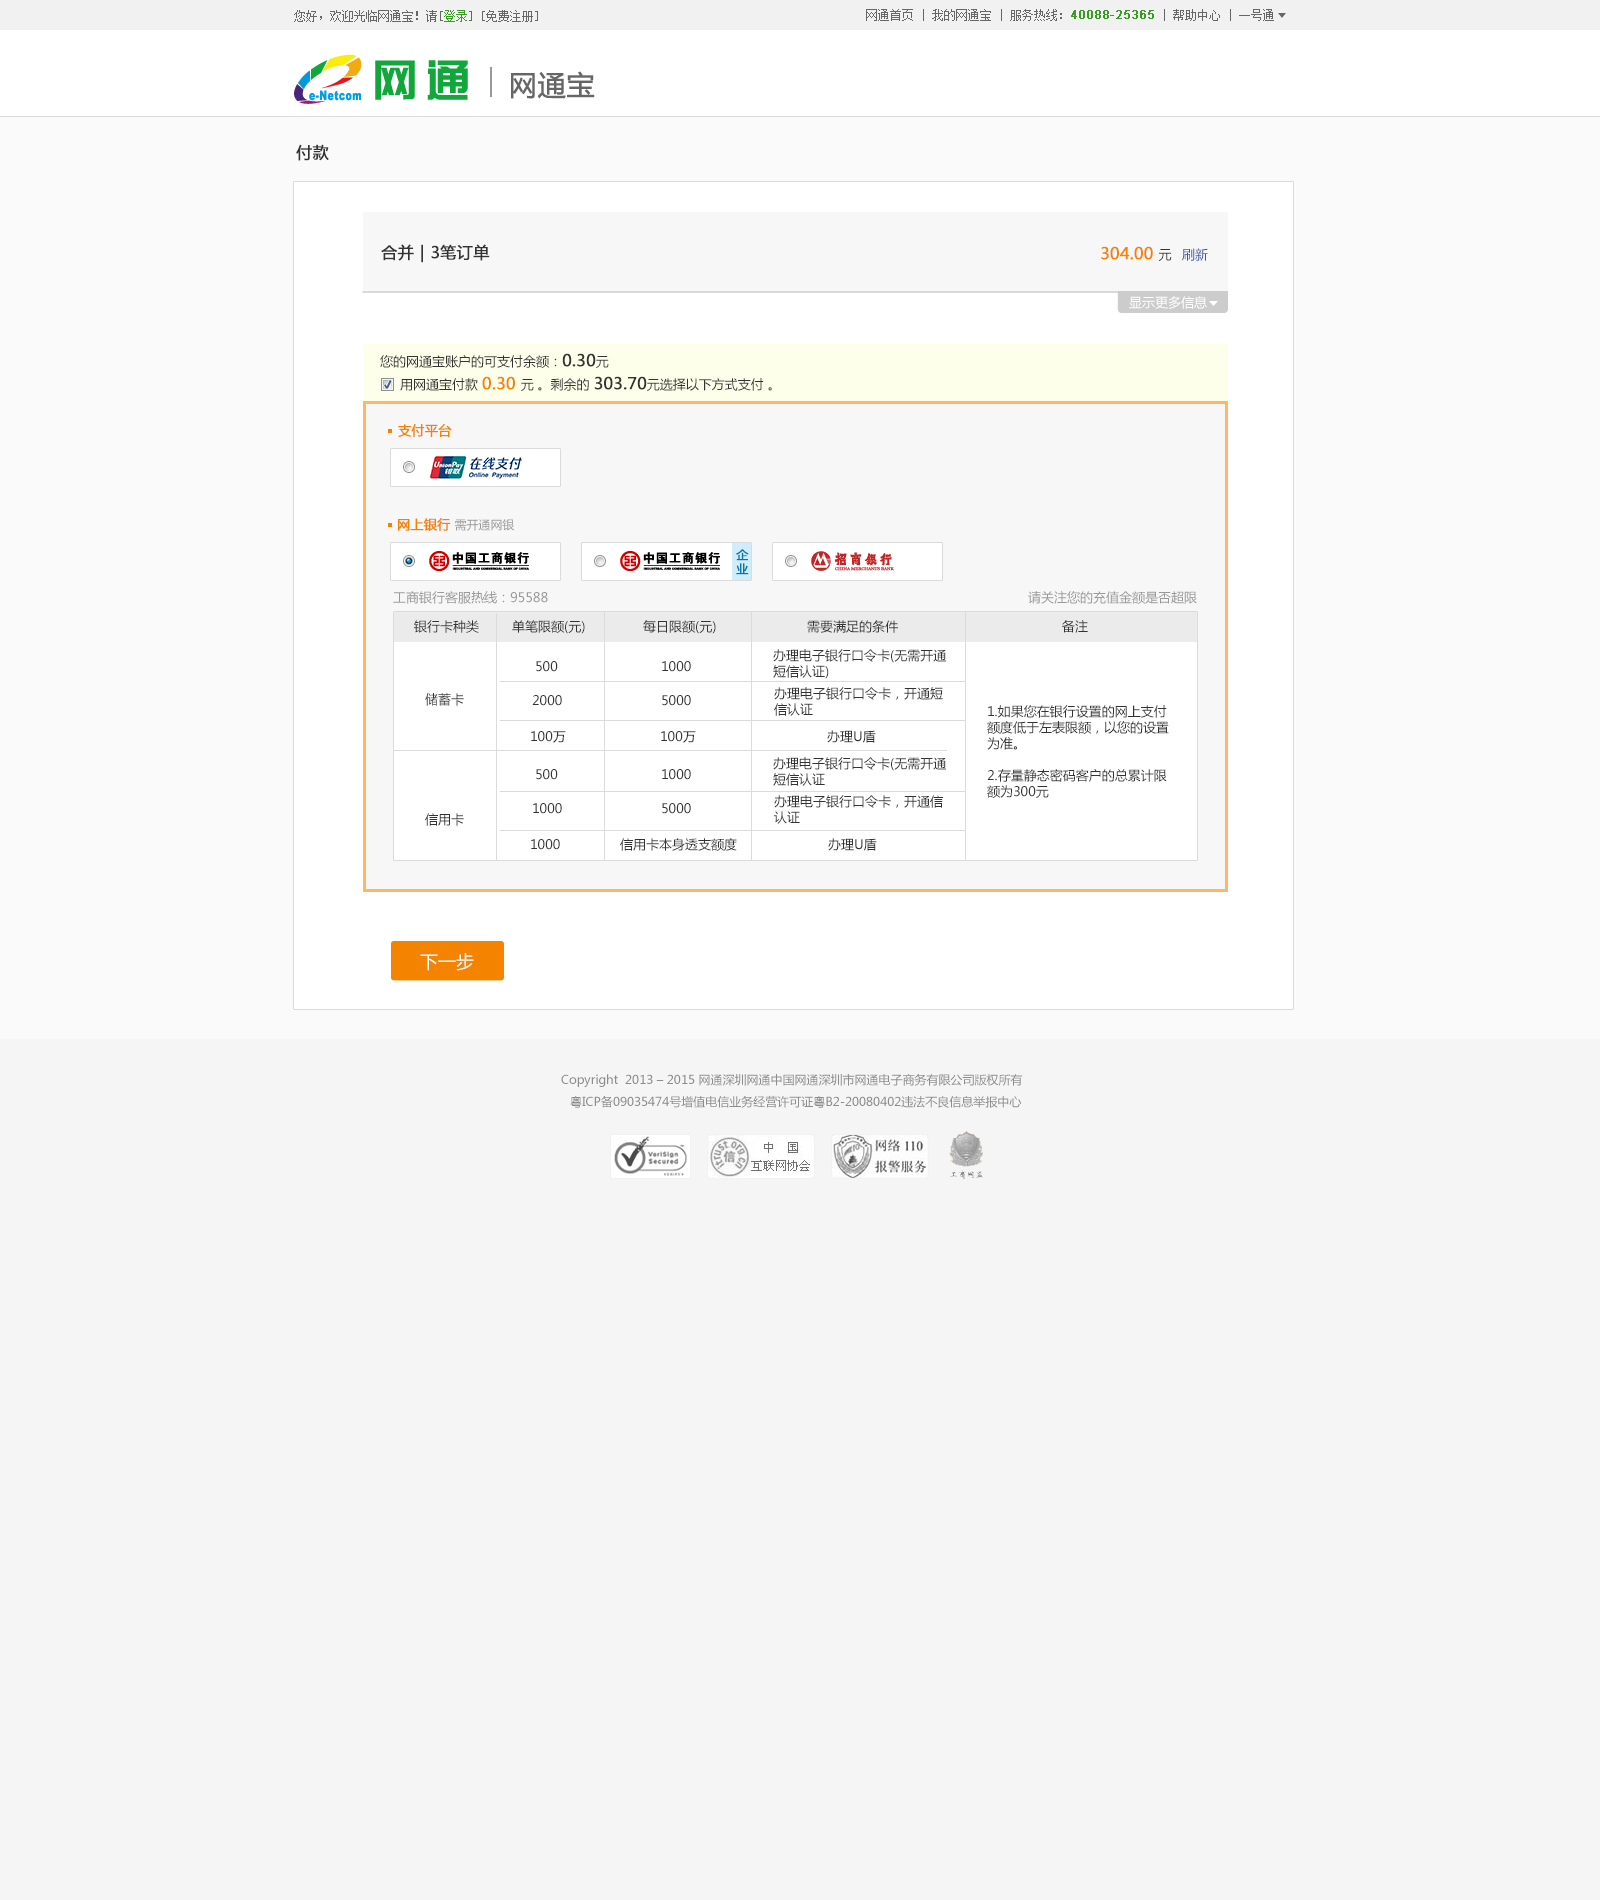 您好，欢迎光临网通宝！请[登录] [免费注册]
网通首页 | 我的网通宝 | 服务热线：40088-25365 | 帮助中心 | 一号通
e-Netcom 网通 | 网通宝
付款
合并 | 3笔订单
304.00 元 刷新
显示更多信息
您的网通宝账户的可支付余额：0.30元
用网通宝付款 0.30 元 。剩余的 303.70元选择以下方式支付 。
支付平台
UnionPay 银联 在线支付 Online Payment
网上银行 需开通网银
中国工商银行 INDUSTRIAL AND COMMERCIAL BANK OF CHINA
中国工商银行 INDUSTRIAL AND COMMERCIAL BANK OF CHINA 企业
招商银行 CHINA MERCHANTS BANK
工商银行客服热线：95588
请关注您的充值金额是否超限
银行卡种类 单笔限额(元) 每日限额(元) 需要满足的条件 备注
储蓄卡
500 1000 办理电子银行口令卡(无需开通
短信认证)
2000 5000 办理电子银行口令卡，开通短
信认证
100万 100万 办理U盾
信用卡
500 1000 办理电子银行口令卡(无需开通
短信认证
1000 5000 办理电子银行口令卡，开通信
认证
1000 信用卡本身透支额度 办理U盾
1.如果您在银行设置的网上支付
额度低于左表限额，以您的设置
为准。
2.存量静态密码客户的总累计限
额为300元
下一步
Copyright 2013 – 2015 网通深圳网通中国网通深圳市网通电子商务有限公司版权所有
粤ICP备09035474号增值电信业务经营许可证粤B2-20080402违法不良信息举报中心
VeriSign
Secured
itrust.org.cn 信
中 国
互联网协会
网络 110
报警服务